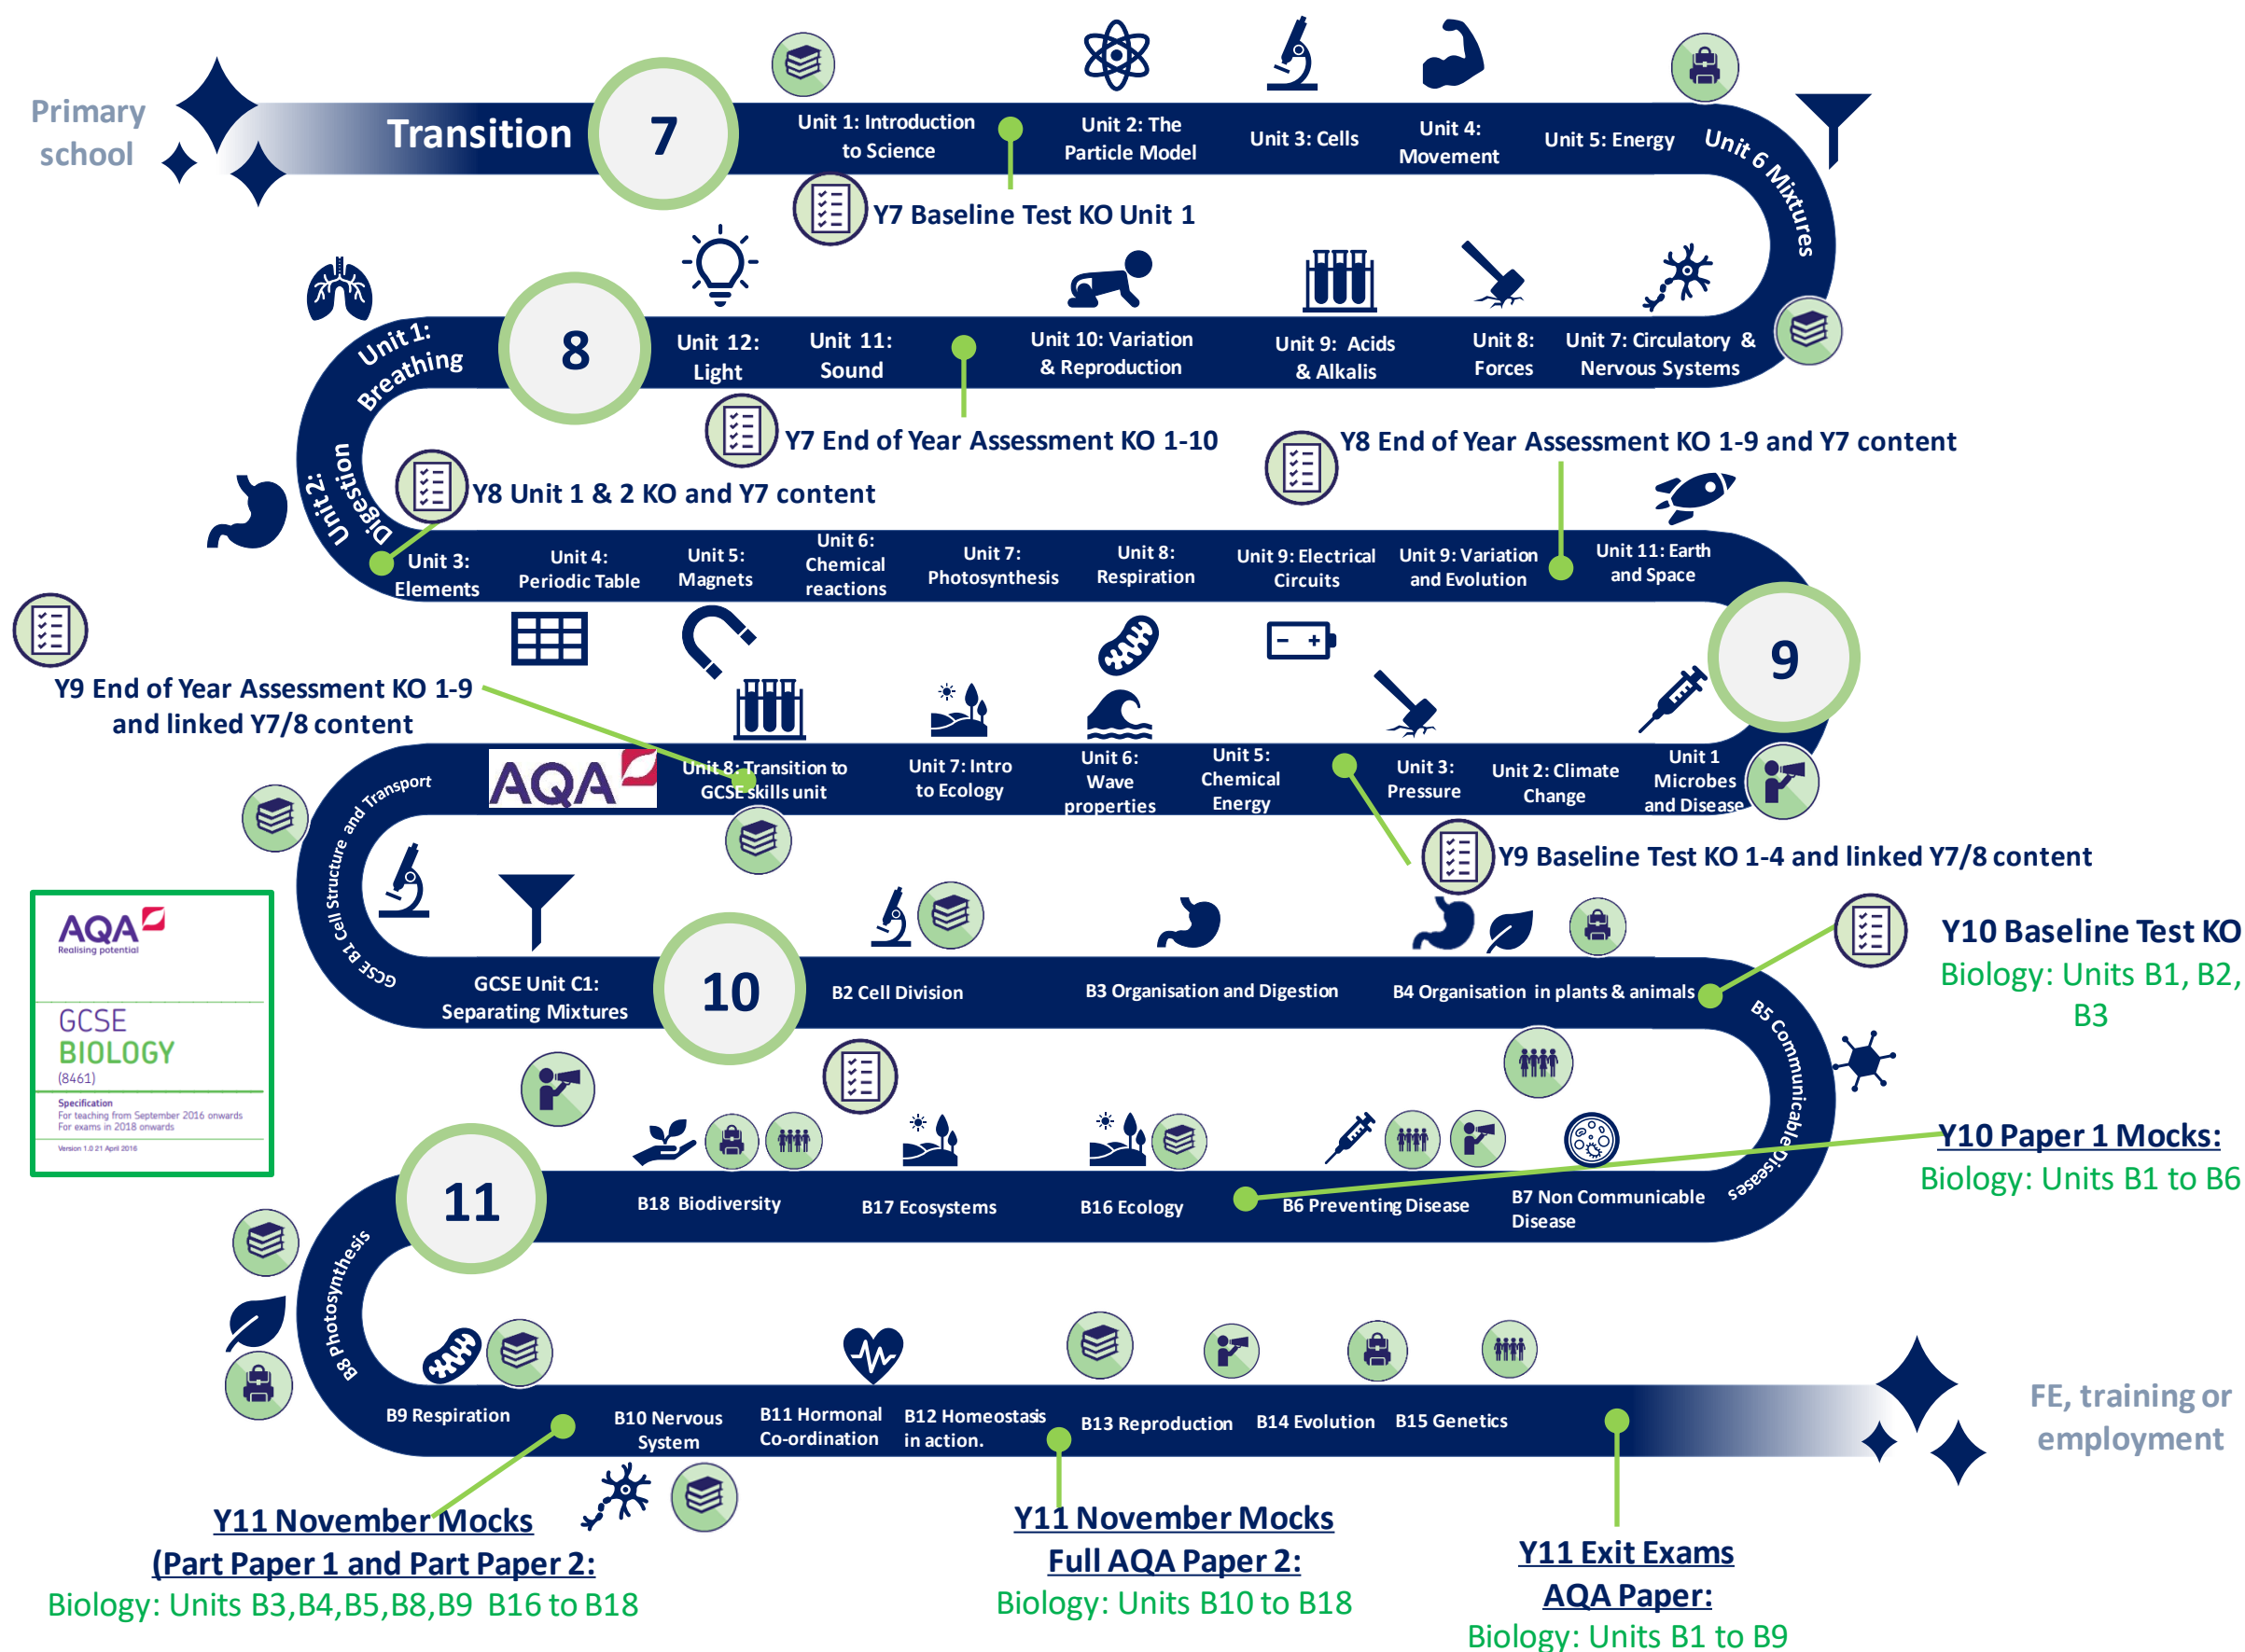 Primary
school
Transition
7
Unit 1: Introduction
to Science
Unit 2: The
Particle Model
Unit 3: Cells
Unit 4:
Movement
Unit 5: Energy
Unit 6 Mixtures
Y7 Baseline Test KO Unit 1
Unit 7: Circulatory &
Nervous Systems
Unit 8:
Forces
Unit 9: Acids
& Alkalis
Unit 10: Variation
& Reproduction
Unit 11:
Sound
Unit 12:
Light
8
Unit 1:
Breathing
Y7 End of Year Assessment KO 1-10
Y8 End of Year Assessment KO 1-9 and Y7 content
Unit 2:
Digestion
Y8 Unit 1 & 2 KO and Y7 content
Unit 3:
Elements
Unit 4:
Periodic Table
Unit 5:
Magnets
Unit 6:
Chemical
reactions
Unit 7:
Photosynthesis
Unit 8:
Respiration
Unit 9: Electrical
Circuits
Unit 9: Variation
and Evolution
Unit 11: Earth
and Space
9
Y9 End of Year Assessment KO 1-9
and linked Y7/8 content
Unit 1
Microbes
and Disease
Unit 2: Climate
Change
Unit 3:
Pressure
Unit 5:
Chemical
Energy
Unit 6:
Wave
properties
Unit 7: Intro
to Ecology
Unit 8: Transition to
GCSE skills unit
AQA
Y9 Baseline Test KO 1-4 and linked Y7/8 content
GCSE B1 Cell Structure and Transport
AQA
Realising potential
GCSE
BIOLOGY
(8461)
Specification
For teaching from September 2016 onwards
For exams in 2018 onwards
Version 1.0 21 April 2016
GCSE Unit C1:
Separating Mixtures
10
B2 Cell Division
B3 Organisation and Digestion
B4 Organisation in plants & animals
Y10 Baseline Test KO
Biology: Units B1, B2,
B3
B5 Communicable Diseases
Y10 Paper 1 Mocks:
Biology: Units B1 to B6
B7 Non Communicable
Disease
B6 Preventing Disease
B16 Ecology
B17 Ecosystems
B18 Biodiversity
11
B8 Photosynthesis
B9 Respiration
B10 Nervous
System
B11 Hormonal
Co-ordination
B12 Homeostasis
in action.
B13 Reproduction
B14 Evolution
B15 Genetics
FE, training or
employment
Y11 November Mocks
(Part Paper 1 and Part Paper 2:
Biology: Units B3,B4,B5,B8,B9 B16 to B18
Y11 November Mocks
Full AQA Paper 2:
Biology: Units B10 to B18
Y11 Exit Exams
AQA Paper:
Biology: Units B1 to B9